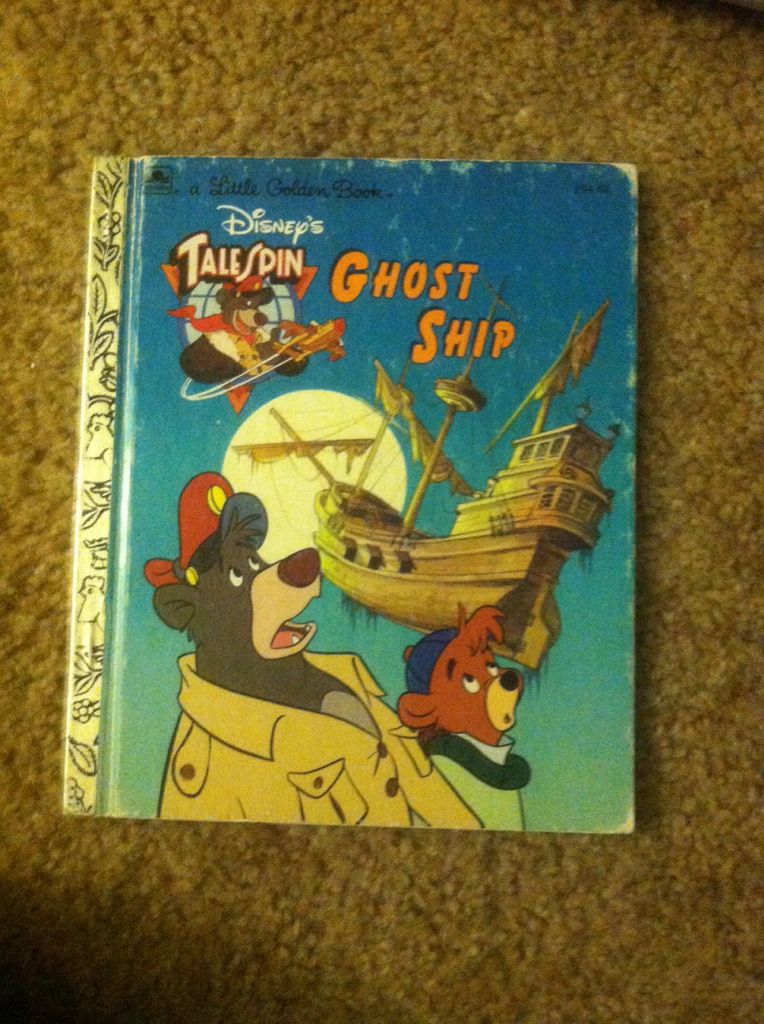 a Little Golden Book
Disney's
TALESPIN
GHOST
SHIP